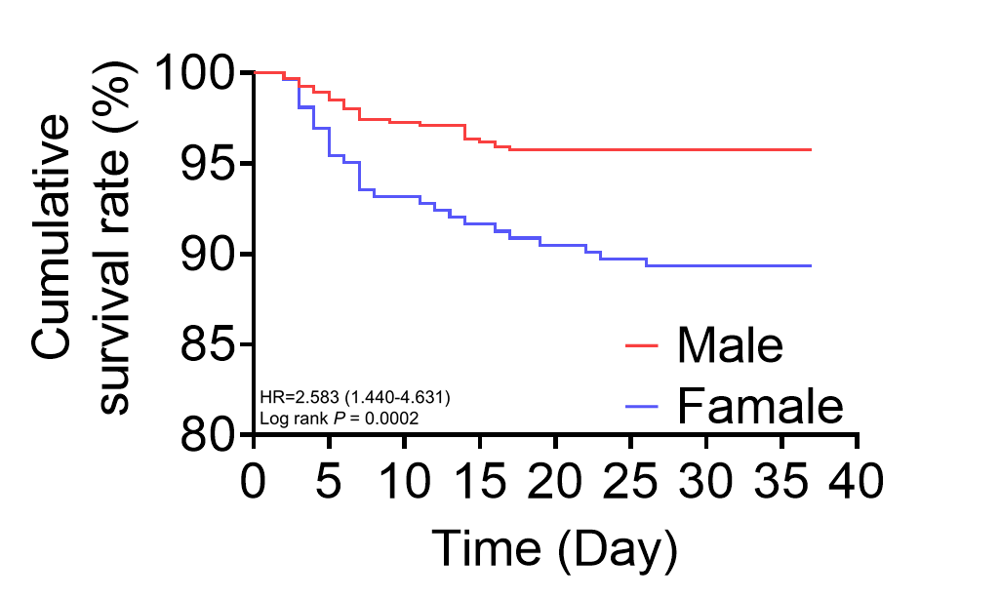 Cumulative
survival rate (%)
100
95
90
85
80
HR=2.583 (1.440-4.631)
Log rank P = 0.0002
Male
Famale
0 5 10 15 20 25 30 35 40
Time (Day)